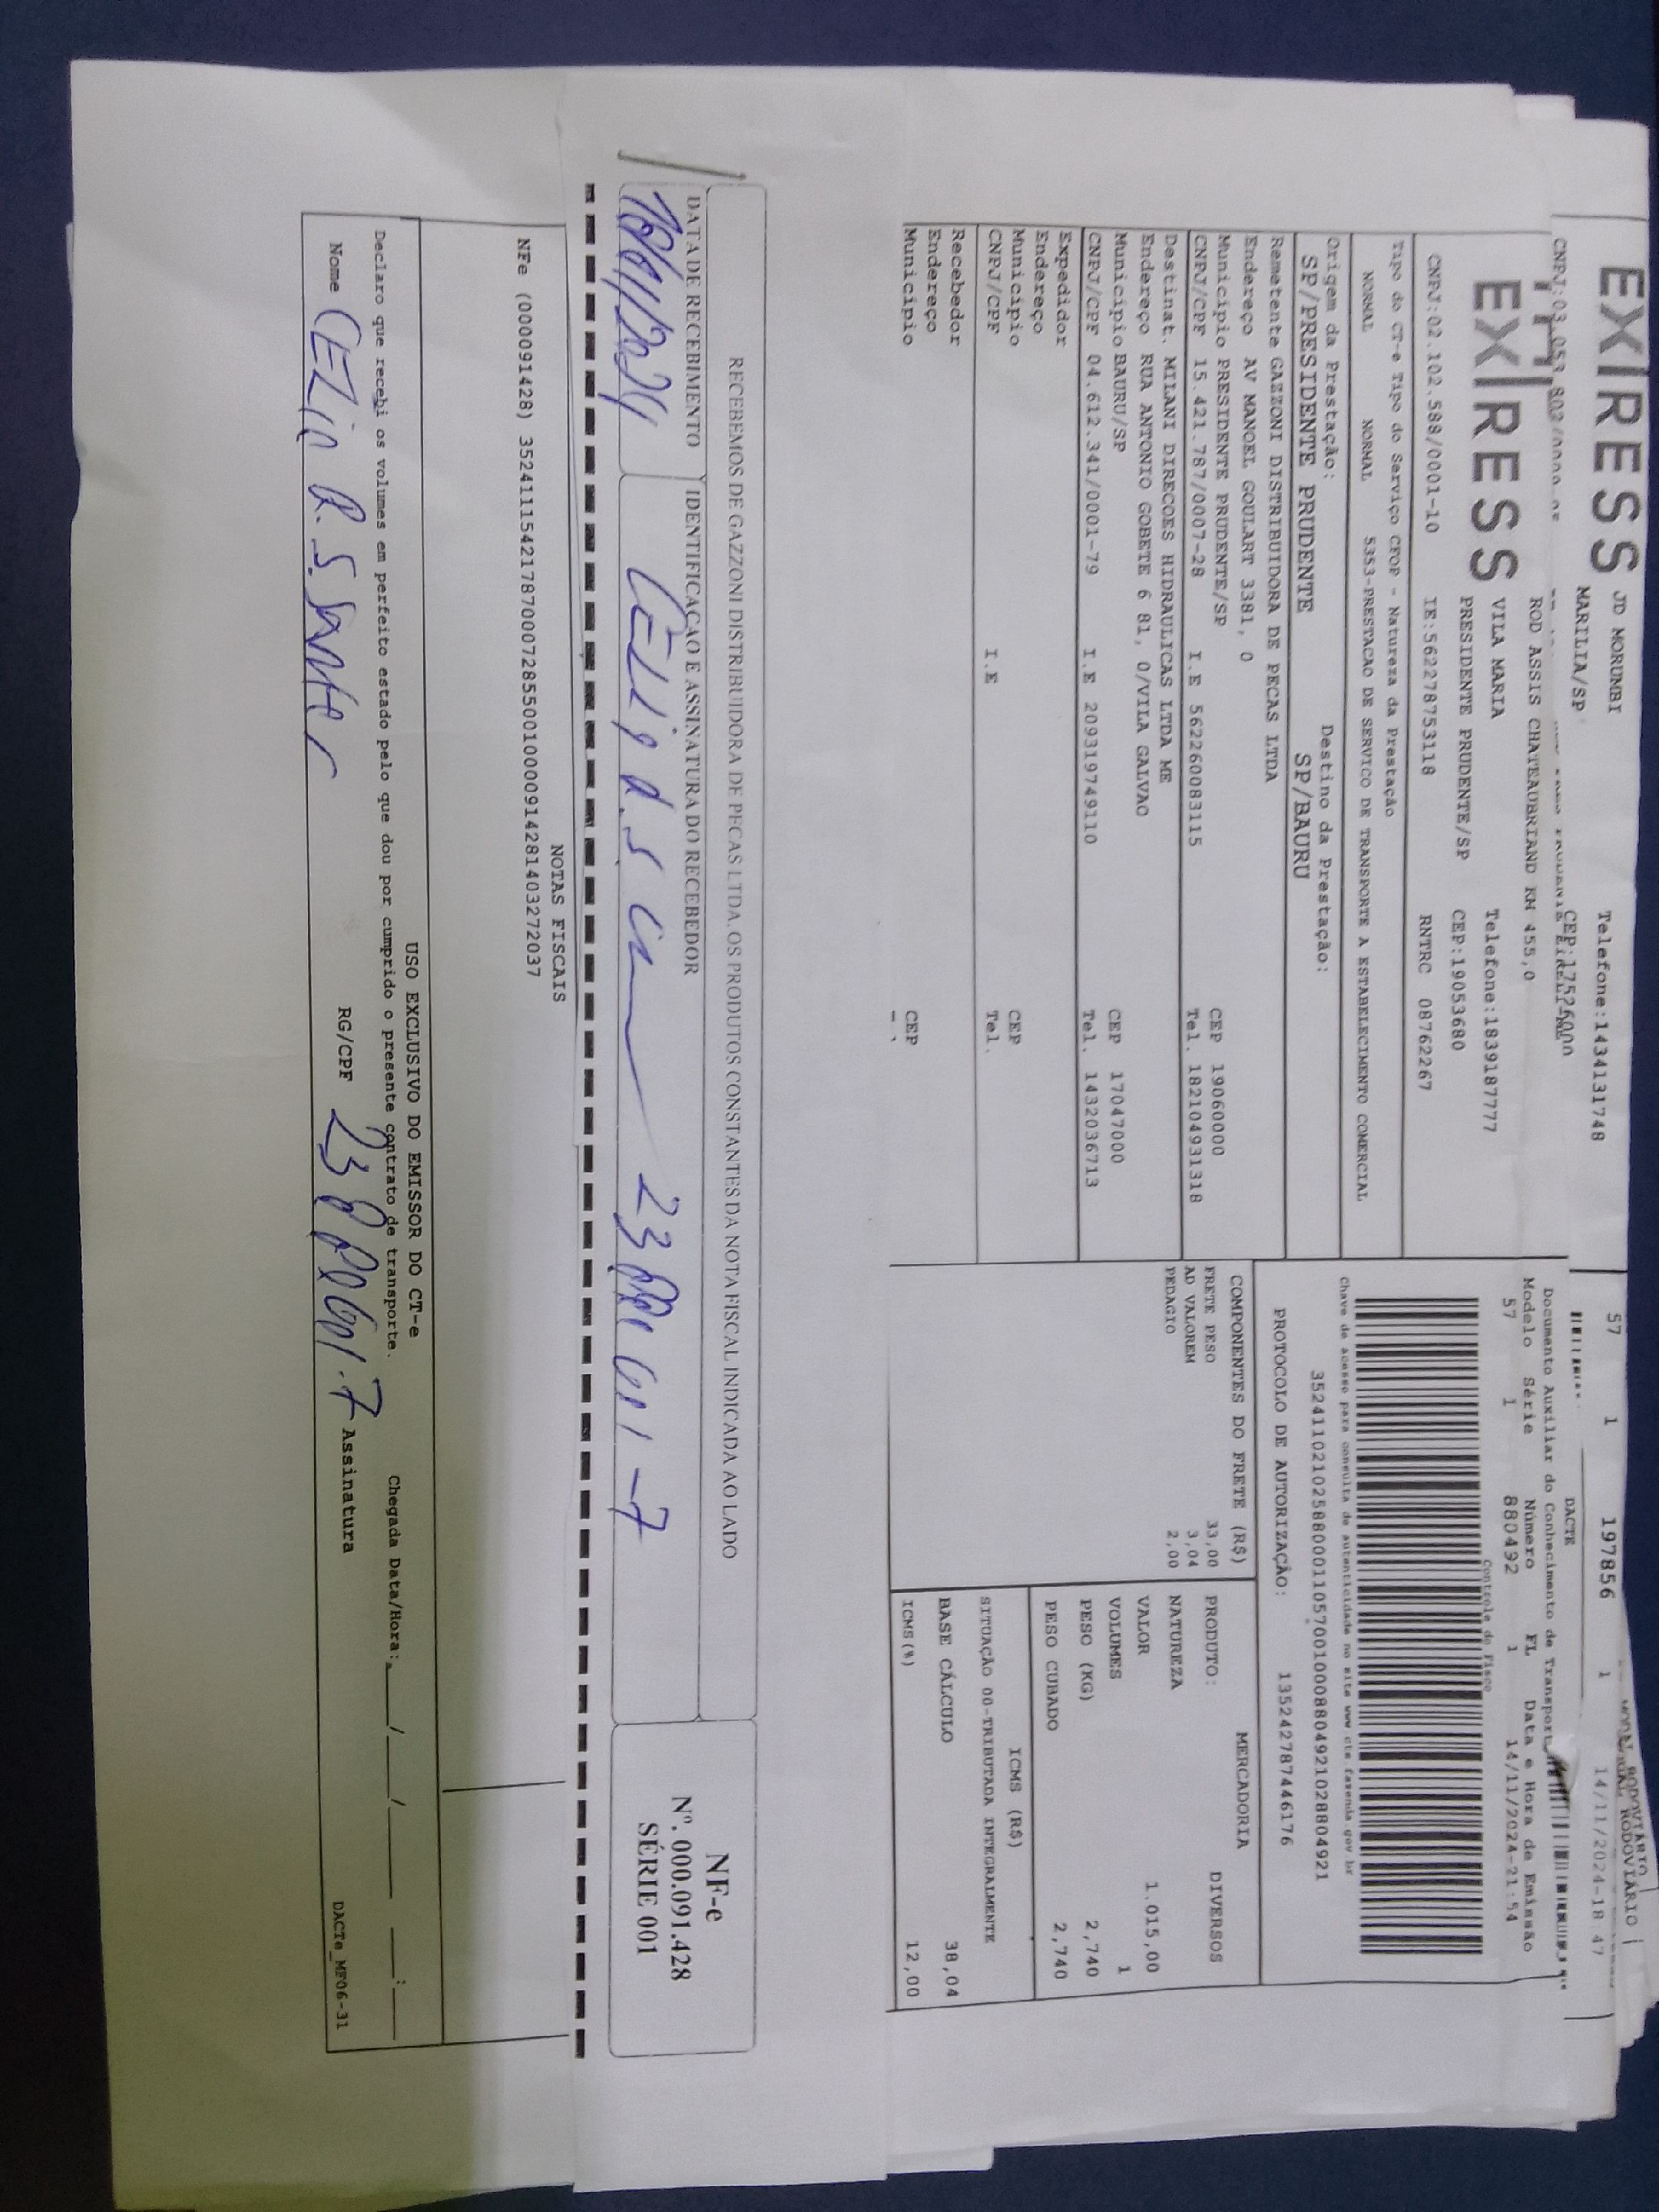 EXPRESS JD MORUMBI Telefone:1434131748 57 1 197856 1 14/11/2024-18 47
MARILIA/SP
DACTE
Documento Auxiliar do Conhecimento de Transporte
ROD ASSIS CHATEAUBRIAND KM 455,0
Modelo Série Número FL Data e Hora de Emissão
EXPRESS VILA MARIA Telefone:1839187777 57 1 880492 1 14/11/2024-21:54
PRESIDENTE PRUDENTE/SP CEP:19053680
Controle do Fisco
CNPJ:02.102.588/0001-10 IE:562278753118 RNTRC 08762267
Tipo do CT-e Tipo do Serviço CFOP - Natureza da Prestação
NORMAL NORMAL 5353-PRESTACAO DE SERVICO DE TRANSPORTE A ESTABELECIMENTO COMERCIAL
Chave de acesso para consulta de autenticidade no site www.cte.fazenda.gov.br
Origem da Prestação: Destino da Prestação:
SP/PRESIDENTE PRUDENTE SP/BAURU
35241102102588000110570010008804921028804921
PROTOCOLO DE AUTORIZAÇÃO: 135242787446176
Remetente GAZZONI DISTRIBUIDORA DE PECAS LTDA
Endereço AV MANOEL GOULART 3381, 0
Municipio PRESIDENTE PRUDENTE/SP CEP 19060000
CNPJ/CPF 15.421.787/0007-28 I.E 562260083115 Tel. 182104931318
Destinat. MILANI DIRECOES HIDRAULICAS LTDA ME
Endereço RUA ANTONIO GOBETE 6 81, 0/VILA GALVAO
Municipio BAURU/SP CEP 17047000
CNPJ/CPF 04.612.341/0001-79 I.E 209319749110 Tel. 1432036713
Expedidor
Endereço
Municipio CEP
CNPJ/CPF I.E Tel.
Recebedor
Endereço
Municipio CEP
COMPONENTES DO FRETE (R$)
FRETE PESO 33,00
AD VALOREM 3,04
PEDAGIO 2,00
MERCADORIA
PRODUTO: DIVERSOS
NATUREZA
VALOR 1.015,00
VOLUMES 1
PESO (KG) 2,740
PESO CUBADO 2,740
ICMS (R$)
SITUAÇÃO 00-TRIBUTADA INTEGRALMENTE
BASE CÁLCULO 38,04
ICMS(%) 12,00
RECEBEMOS DE GAZZONI DISTRIBUIDORA DE PECAS LTDA, OS PRODUTOS CONSTANTES DA NOTA FISCAL INDICADA AO LADO
DATA DE RECEBIMENTO IDENTIFICAÇÃO E ASSINATURA DO RECEBEDOR
NF-e
Nº. 000.091.428
SÉRIE 001
NOTAS FISCAIS
NFe (000091428) 35241115421787000728550010000914281403272037
USO EXCLUSIVO DO EMISSOR DO CT-e
Declaro que recebi os volumes em perfeito estado pelo que dou por cumprido o presente contrato de transporte. Chegada Data/Hora: ___/___/____ ___:___
Nome RG/CPF Assinatura
DACTe_MF06-31